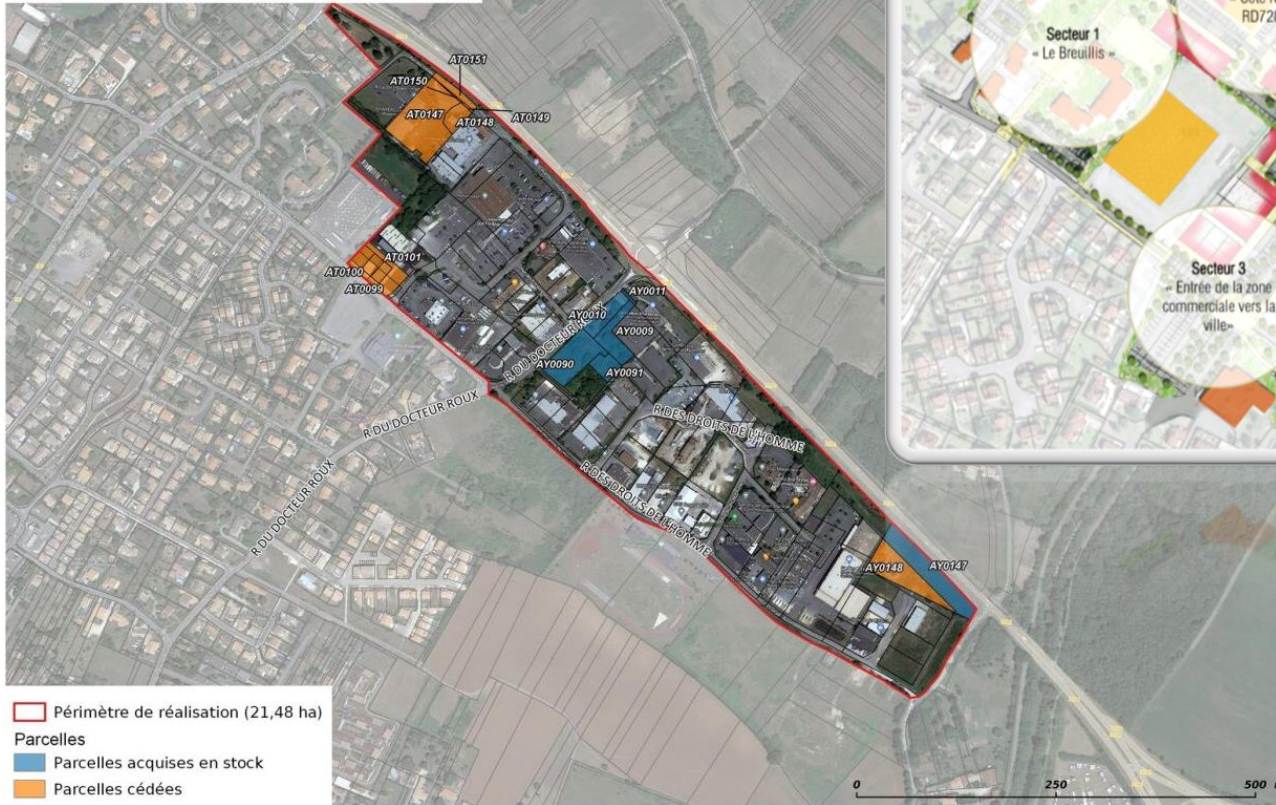 AT0151
AT0150
AT0147
AT0148
AT0149
AT0101
AT0100
AT0099
AY0011
AY0010
AY0009
AY0090
AY0091
R DU DOCTEUR ROUX
R DU DOCTEUR ROUX
R DU DOCTEUR ROUX
R DES DROITS DE L'HOMME
R DES DROITS DE L'HOMME
AY0148
AY0147
Secteur 1
« Le Breuillis »
Secteur 3
« Entrée de la zone
commerciale vers la
ville»
Périmètre de réalisation (21,48 ha)
Parcelles
Parcelles acquises en stock
Parcelles cédées
0 250 500